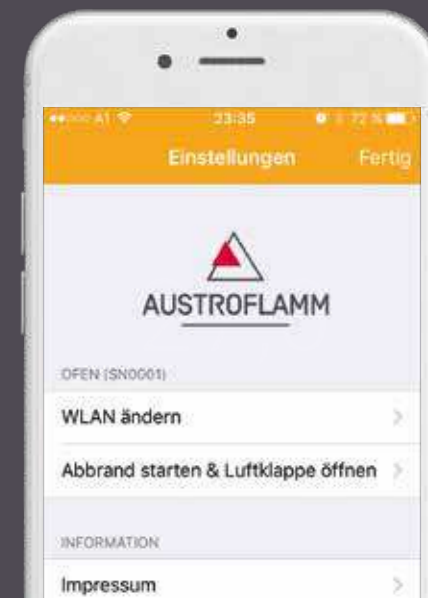 A1 23:35 72 %
Einstellungen Fertig
AUSTROFLAMM
OFEN (SN0001)
WLAN ändern
Abbrand starten & Luftklappe öffnen
INFORMATION
Impressum